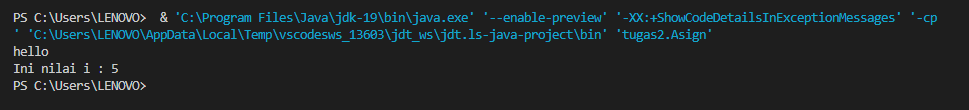 PS C:\Users\LENOVO>  & 'C:\Program Files\Java\jdk-19\bin\java.exe' '--enable-preview' '-XX:+ShowCodeDetailsInExceptionMessages' '-cp
' 'C:\Users\LENOVO\AppData\Local\Temp\vscodesws_13603\jdt_ws\jdt.ls-java-project\bin' 'tugas2.Asign'
hello
Ini nilai i : 5
PS C:\Users\LENOVO>